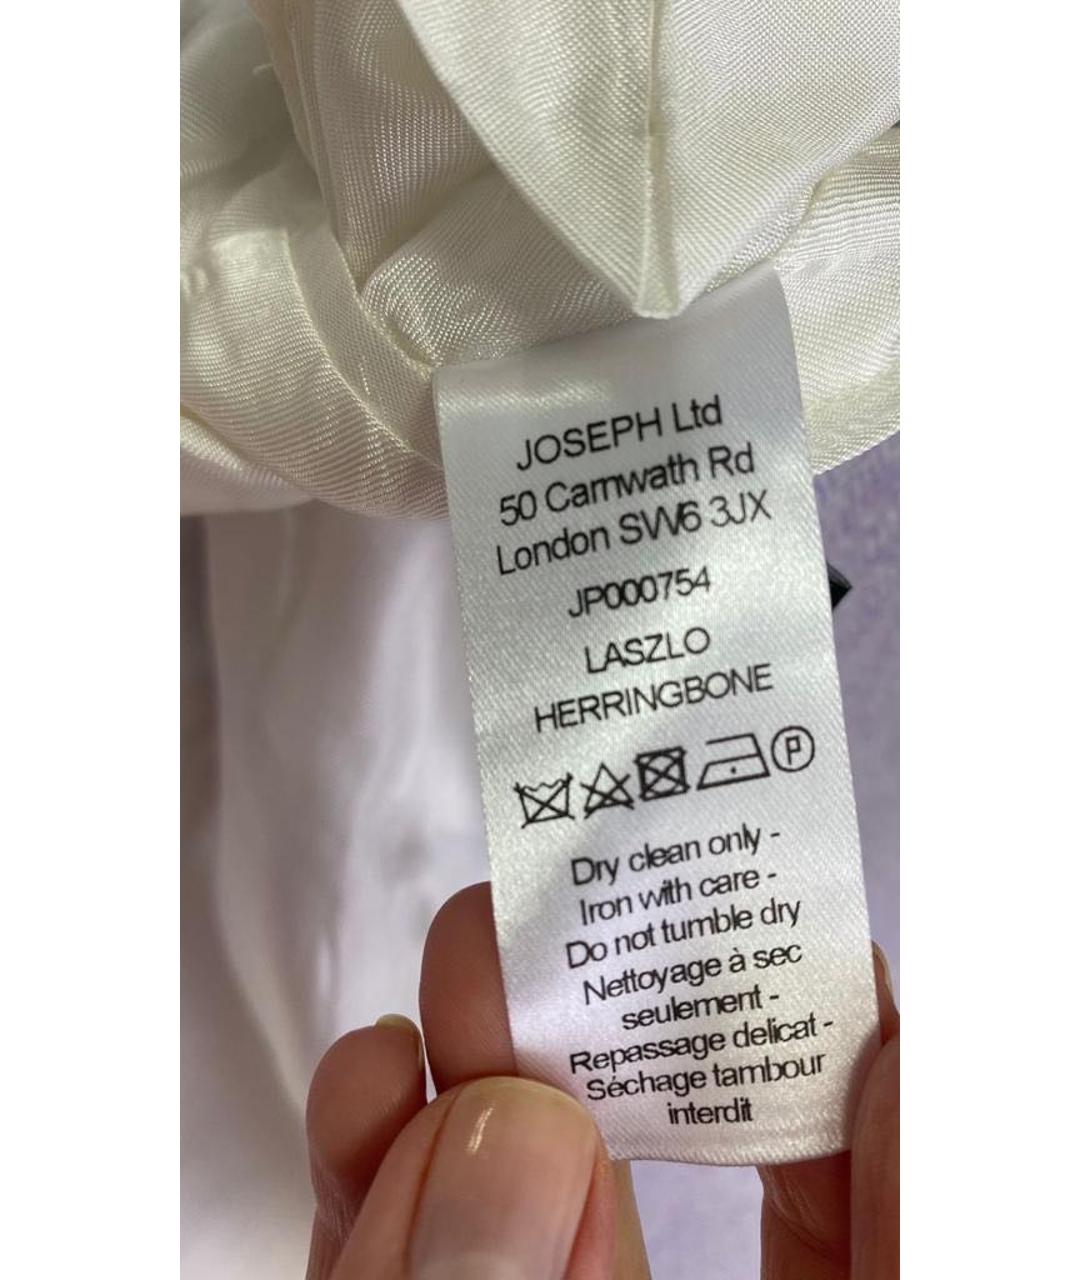 JOSEPH Ltd
50 Carnwath Rd
London SW6 3JX
JP000754
LASZLO
HERRINGBONE
P
Dry clean only -
Iron with care -
Do not tumble dry
Nettoyage à sec
seulement -
Repassage delicat -
Séchage tambour
interdit